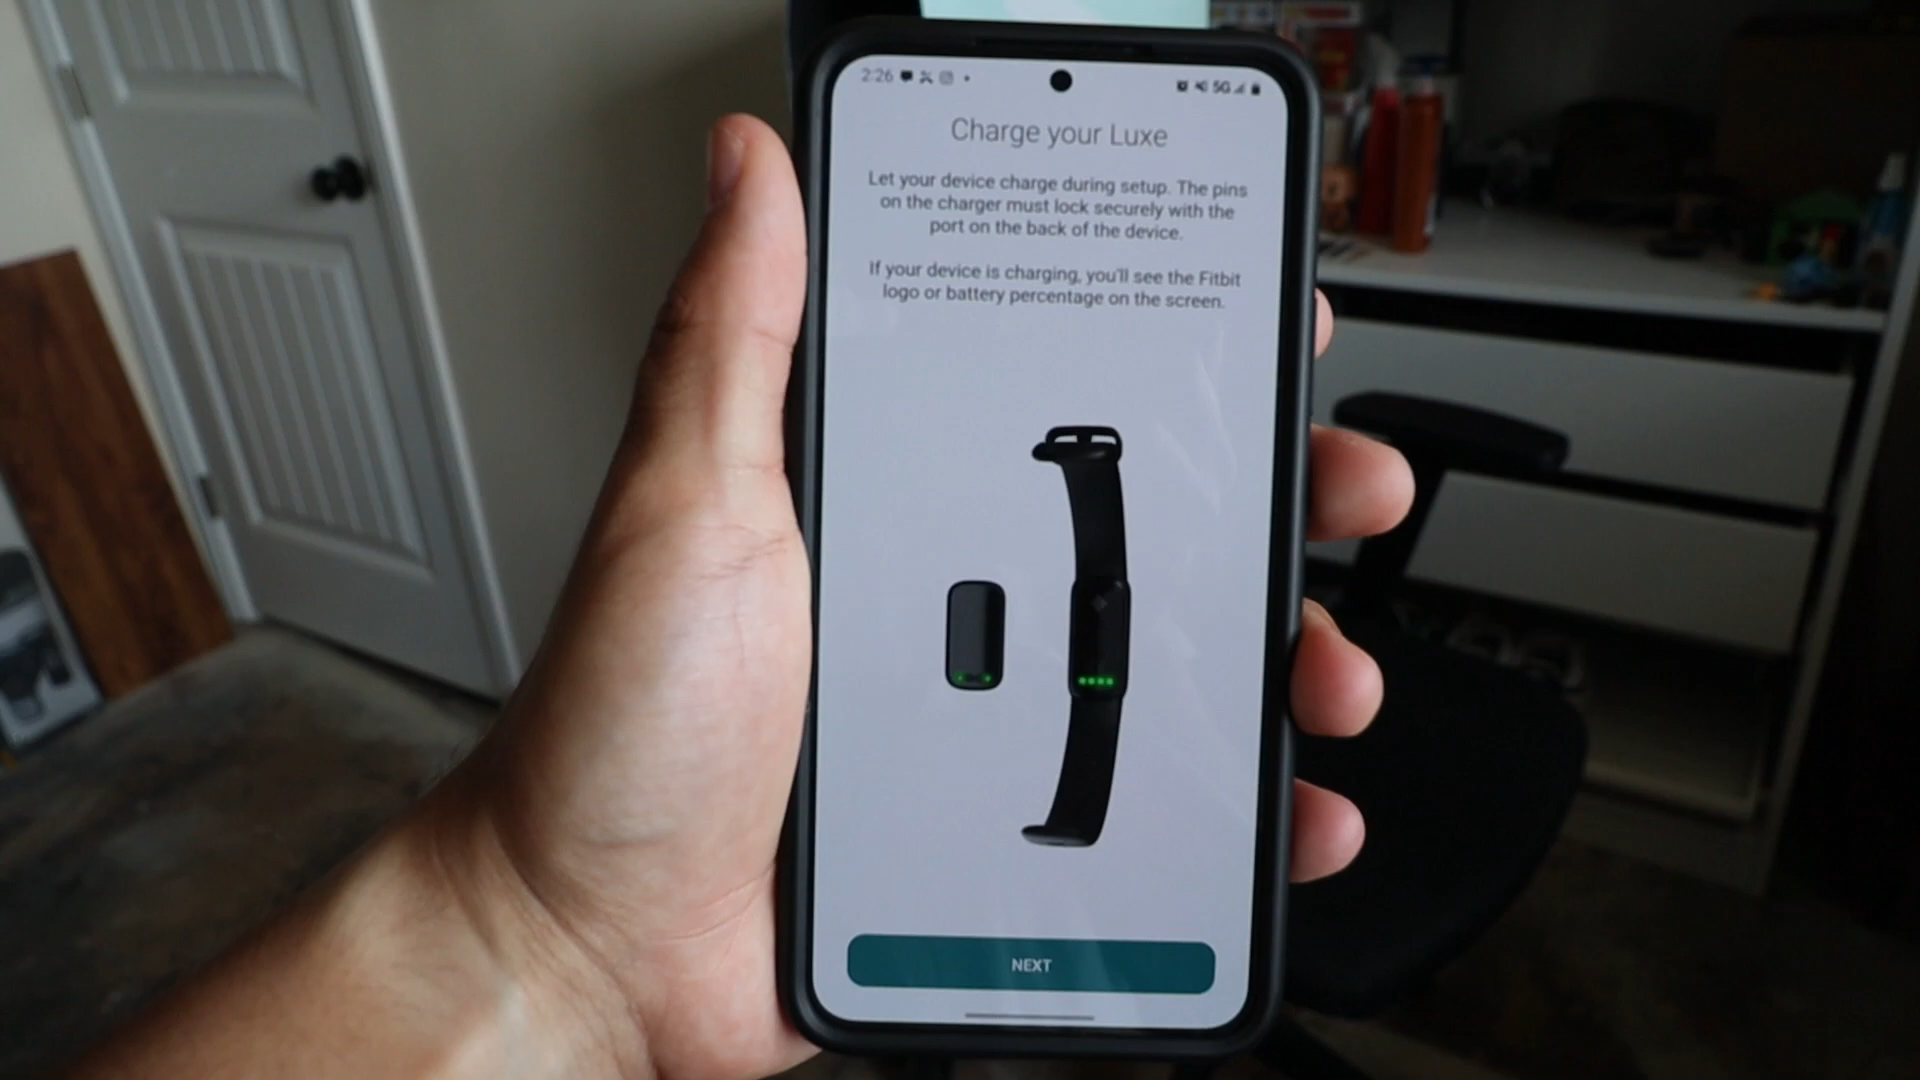 2:26 5G
Charge your Luxe
Let your device charge during setup. The pins
on the charger must lock securely with the
port on the back of the device.
If your device is charging, you'll see the Fitbit
logo or battery percentage on the screen.
NEXT